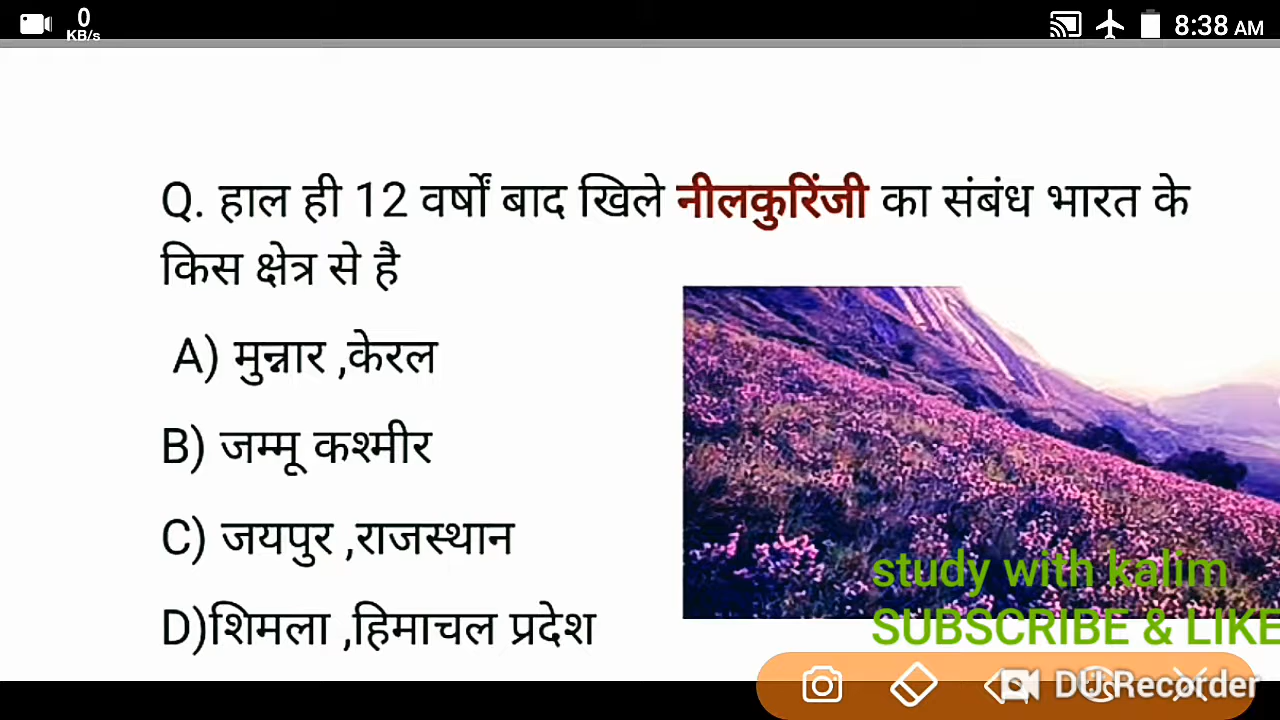 0
KB/s
8:38 AM
Q. हाल ही 12 वर्षों बाद खिले नीलकुरिंजी का संबंध भारत के
किस क्षेत्र से है
A) मुन्नार ,केरल
B) जम्मू कश्मीर
C) जयपुर ,राजस्थान
D)शिमला ,हिमाचल प्रदेश
study with kalim
SUBSCRIBE & LIKE
DU Recorder